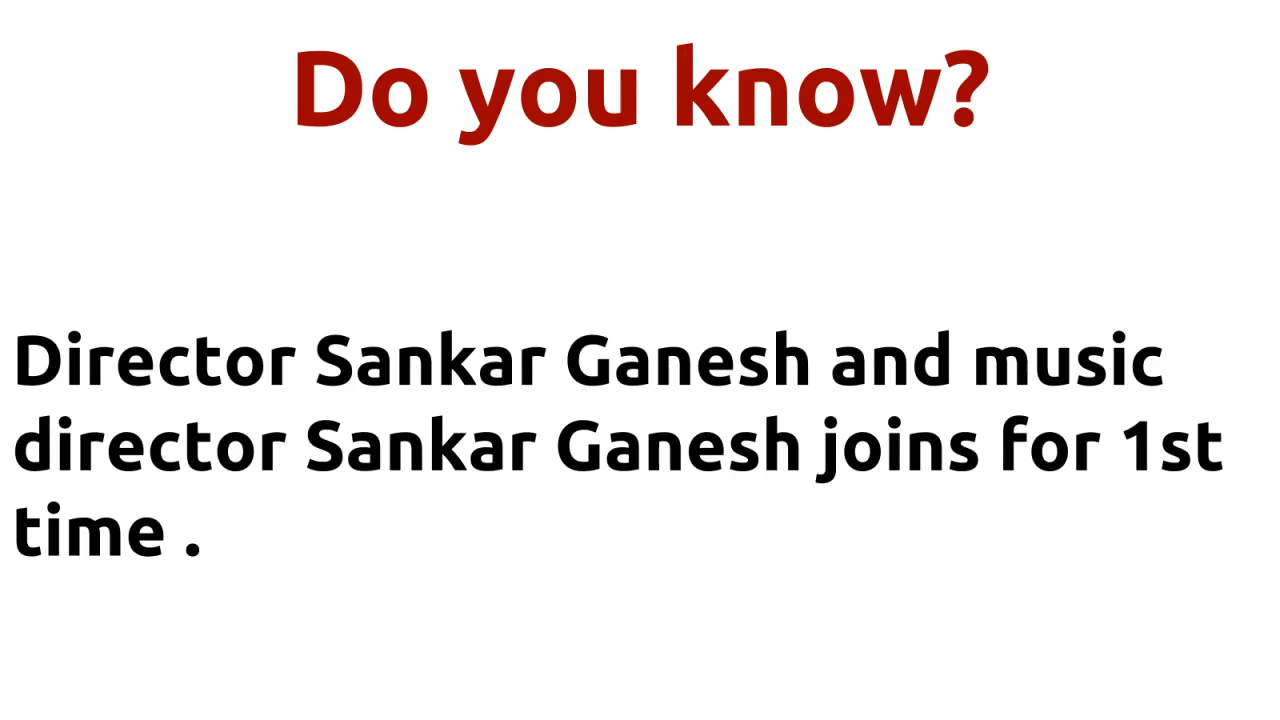 Do you know?
Director Sankar Ganesh and music
director Sankar Ganesh joins for 1st
time .